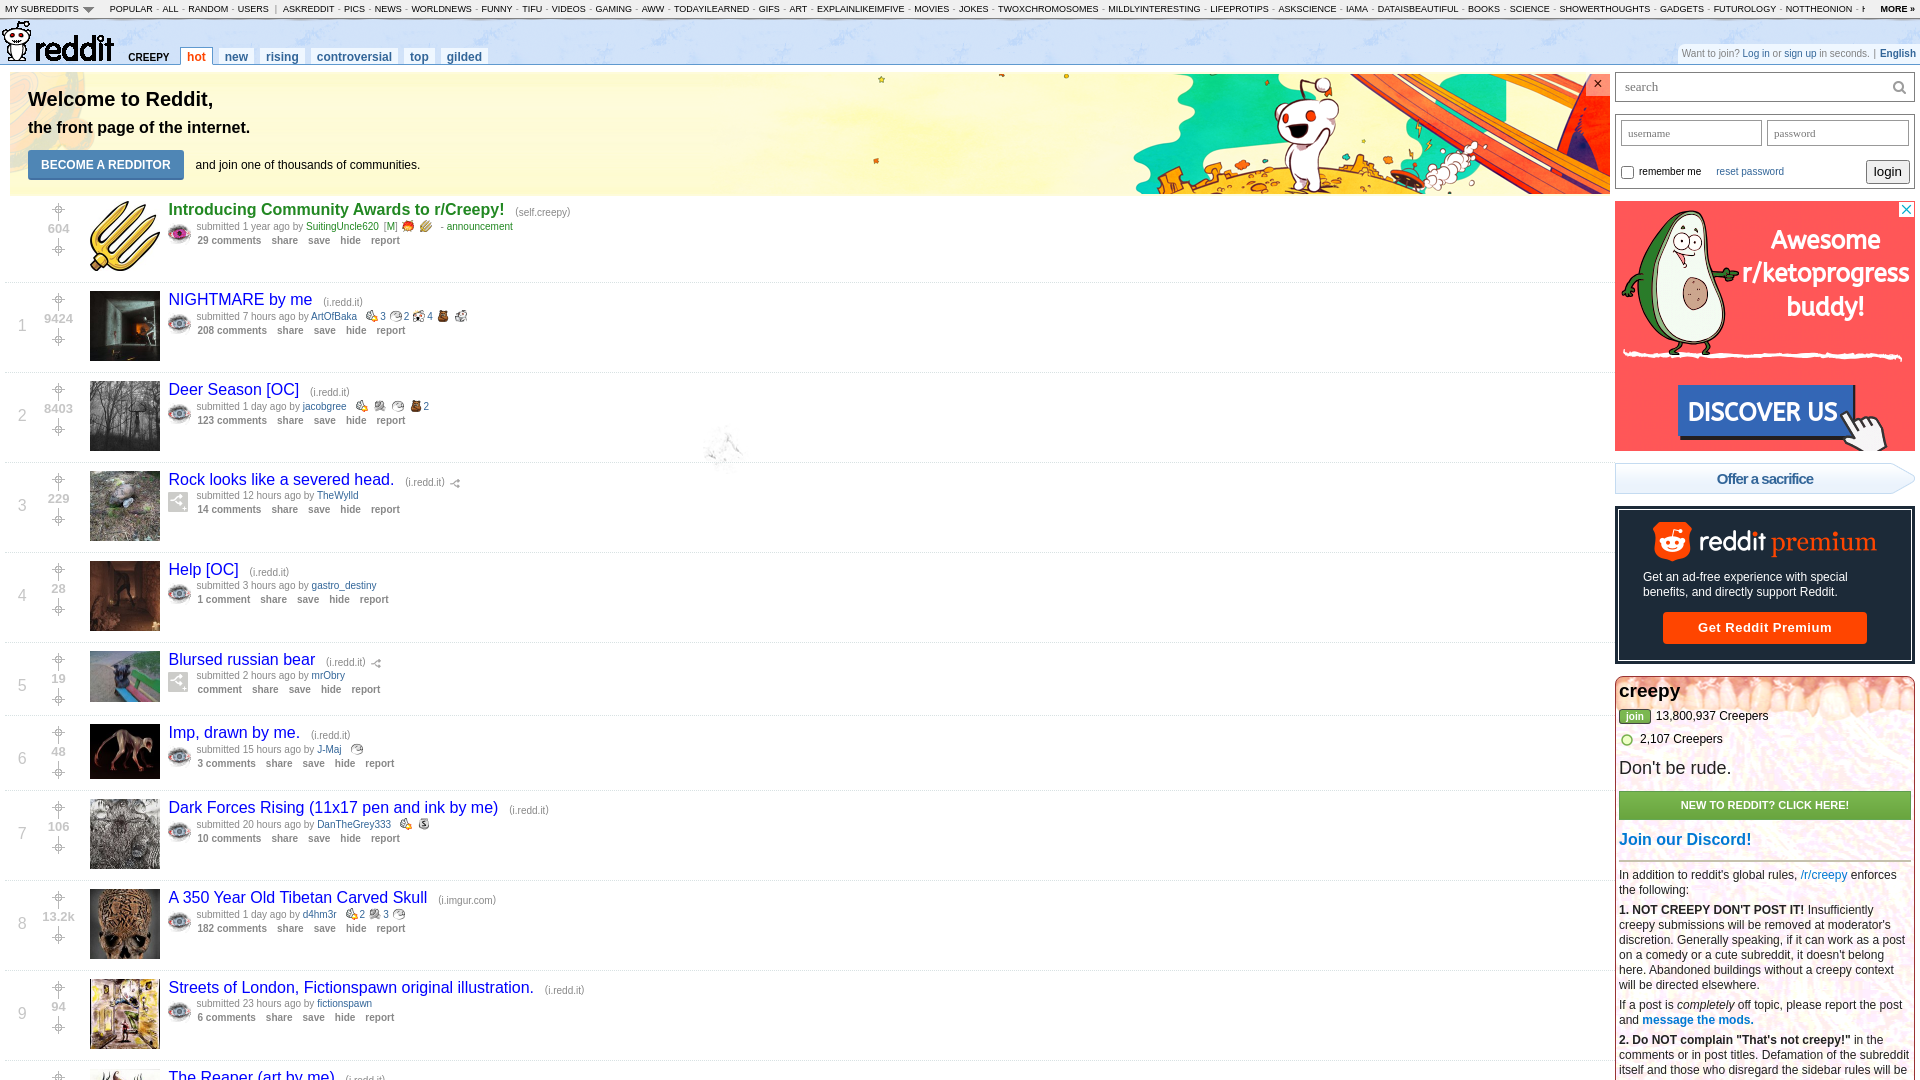 MY SUBREDDITS POPULAR - ALL - RANDOM - USERS | ASKREDDIT - PICS - NEWS - WORLDNEWS - FUNNY - TIFU - VIDEOS - GAMING - AWW - TODAYILEARNED - GIFS - ART - EXPLAINLIKEIMFIVE - MOVIES - JOKES - TWOXCHROMOSOMES - MILDLYINTERESTING - LIFEPROTIPS - ASKSCIENCE - IAMA - DATAISBEAUTIFUL - BOOKS - SCIENCE - SHOWERTHOUGHTS - GADGETS - FUTUROLOGY - NOTTHEONION - MORE »
reddit CREEPY hot new rising controversial top gilded
Want to join? Log in or sign up in seconds. | English
Welcome to Reddit,
the front page of the internet.
BECOME A REDDITOR and join one of thousands of communities.
×
604
Introducing Community Awards to r/Creepy! (self.creepy)
submitted 1 year ago by SuitingUncle620 [M] - announcement
29 comments share save hide report
1
9424
NIGHTMARE by me (i.redd.it)
submitted 7 hours ago by ArtOfBaka 3 2 4
208 comments share save hide report
2
8403
Deer Season [OC] (i.redd.it)
submitted 1 day ago by jacobgree 2
123 comments share save hide report
3
229
Rock looks like a severed head. (i.redd.it)
submitted 12 hours ago by TheWylld
14 comments share save hide report
4
28
Help [OC] (i.redd.it)
submitted 3 hours ago by gastro_destiny
1 comment share save hide report
5
19
Blursed russian bear (i.redd.it)
submitted 2 hours ago by mrObry
comment share save hide report
6
48
Imp, drawn by me. (i.redd.it)
submitted 15 hours ago by J-Maj
3 comments share save hide report
7
106
Dark Forces Rising (11x17 pen and ink by me) (i.redd.it)
submitted 20 hours ago by DanTheGrey333
10 comments share save hide report
8
13.2k
A 350 Year Old Tibetan Carved Skull (i.imgur.com)
submitted 1 day ago by d4hm3r 2 3
182 comments share save hide report
9
94
Streets of London, Fictionspawn original illustration. (i.redd.it)
submitted 23 hours ago by fictionspawn
6 comments share save hide report
The Reaper (art by me) (i.redd.it)
search
username password
remember me reset password login
Awesome
r/ketoprogress
buddy!
DISCOVER US
Offer a sacrifice
reddit premium
Get an ad-free experience with special
benefits, and directly support Reddit.
Get Reddit Premium
creepy
join 13,800,937 Creepers
2,107 Creepers
Don't be rude.
NEW TO REDDIT? CLICK HERE!
Join our Discord!
In addition to reddit's global rules, /r/creepy enforces
the following:
1. NOT CREEPY DON'T POST IT! Insufficiently
creepy submissions will be removed at moderator's
discretion. Generally speaking, if it can work as a post
on a comedy or a cute subreddit, it doesn't belong
here. Abandoned buildings without a creepy context
will be directed elsewhere.
If a post is completely off topic, please report the post
and message the mods.
2. Do NOT complain "That's not creepy!" in the
comments or in post titles. Defamation of the subreddit
itself and those who disregard the sidebar rules will be